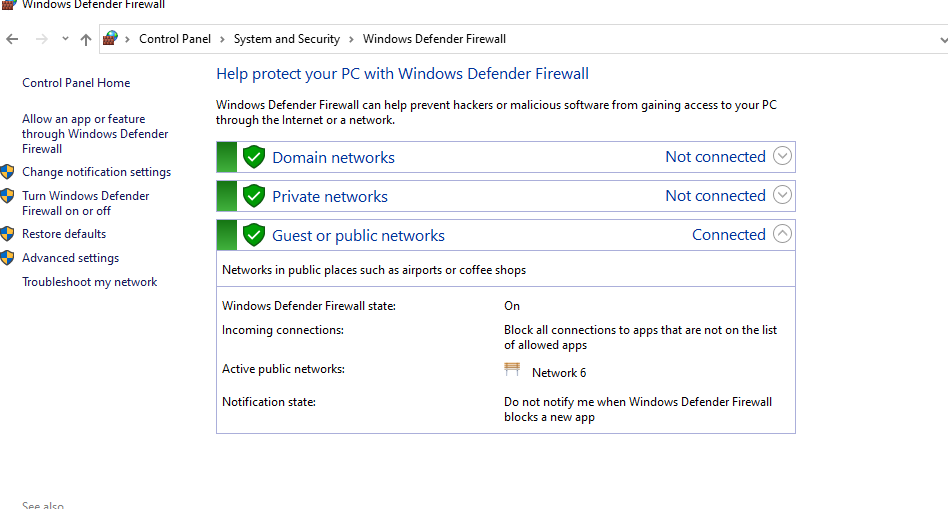 Windows Defender Firewall
Control Panel > System and Security > Windows Defender Firewall
Control Panel Home
Allow an app or feature
through Windows Defender
Firewall
Change notification settings
Turn Windows Defender
Firewall on or off
Restore defaults
Advanced settings
Troubleshoot my network
See also
Help protect your PC with Windows Defender Firewall
Windows Defender Firewall can help prevent hackers or malicious software from gaining access to your PC
through the Internet or a network.
Domain networks Not connected
Private networks Not connected
Guest or public networks Connected
Networks in public places such as airports or coffee shops
Windows Defender Firewall state: On
Incoming connections: Block all connections to apps that are not on the list
of allowed apps
Active public networks: Network 6
Notification state: Do not notify me when Windows Defender Firewall
blocks a new app